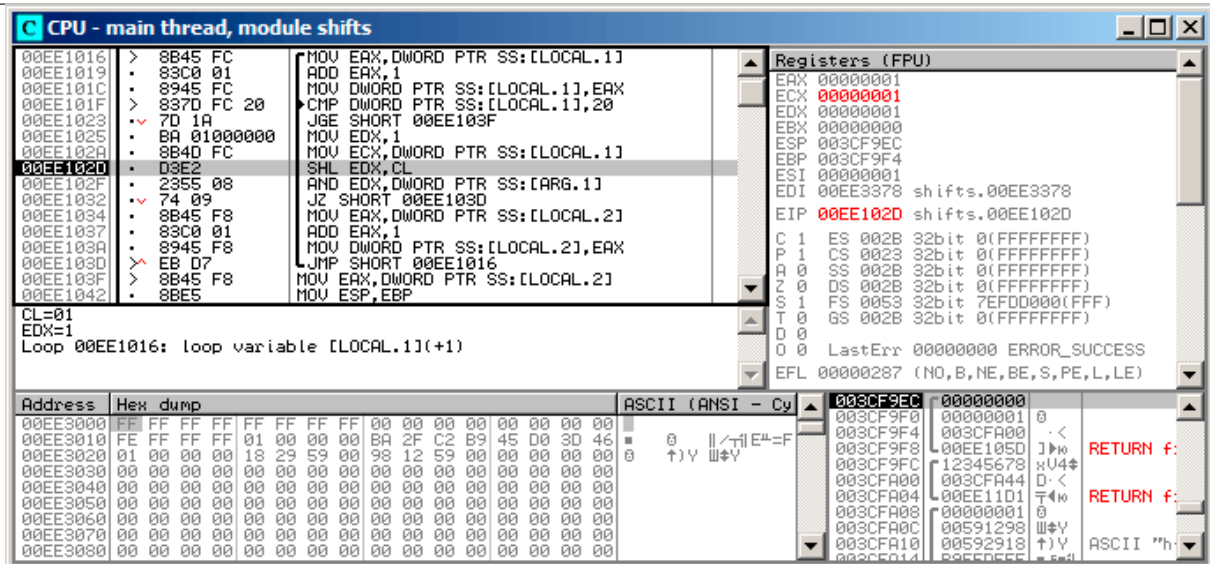 C CPU - main thread, module shifts
00EE1016 > 8B45 FC MOV EAX,DWORD PTR SS:[LOCAL.1]
00EE1019 . 83C0 01 ADD EAX,1
00EE101C . 8945 FC MOV DWORD PTR SS:[LOCAL.1],EAX
00EE101F > 837D FC 20 CMP DWORD PTR SS:[LOCAL.1],20
00EE1023 . 7D 1A JGE SHORT 00EE103F
00EE1025 . BA 01000000 MOV EDX,1
00EE102A . 8B4D FC MOV ECX,DWORD PTR SS:[LOCAL.1]
00EE102D . D3E2 SHL EDX,CL
00EE102F . 2355 08 AND EDX,DWORD PTR SS:[ARG.1]
00EE1032 . 74 09 JZ SHORT 00EE103D
00EE1034 . 8B45 F8 MOV EAX,DWORD PTR SS:[LOCAL.2]
00EE1037 . 83C0 01 ADD EAX,1
00EE103A . 8945 F8 MOV DWORD PTR SS:[LOCAL.2],EAX
00EE103D > EB D7 JMP SHORT 00EE1016
00EE103F > 8B45 F8 MOV EAX,DWORD PTR SS:[LOCAL.2]
00EE1042 . 8BE5 MOV ESP,EBP
CL=01
EDX=1
Loop 00EE1016: loop variable [LOCAL.1](+1)
Registers (FPU)
EAX 00000001
ECX 00000001
EDX 00000001
EBX 00000000
ESP 003CF9EC
EBP 003CF9F4
ESI 00000001
EDI 00EE3378 shifts.00EE3378
EIP 00EE102D shifts.00EE102D
C 1 ES 002B 32bit 0(FFFFFFFF)
P 1 CS 0023 32bit 0(FFFFFFFF)
A 0 SS 002B 32bit 0(FFFFFFFF)
Z 0 DS 002B 32bit 0(FFFFFFFF)
S 1 FS 0053 32bit 7EFDD000(FFF)
T 0 GS 002B 32bit 0(FFFFFFFF)
D 0
O 0 LastErr 00000000 ERROR_SUCCESS
EFL 00000287 (NO,B,NE,BE,S,PE,L,LE)
Address Hex dump ASCII (ANSI - Cy
00EE3000 FF FF FF FF FF FF FF FF 00 00 00 00 00 00 00 00
00EE3010 FE FF FF FF 01 00 00 00 BA 2F C2 B9 45 D0 3D 46
00EE3020 01 00 00 00 18 29 59 00 98 12 59 00 00 00 00 00
00EE3030 00 00 00 00 00 00 00 00 00 00 00 00 00 00 00 00
00EE3040 00 00 00 00 00 00 00 00 00 00 00 00 00 00 00 00
00EE3050 00 00 00 00 00 00 00 00 00 00 00 00 00 00 00 00
00EE3060 00 00 00 00 00 00 00 00 00 00 00 00 00 00 00 00
00EE3070 00 00 00 00 00 00 00 00 00 00 00 00 00 00 00 00
00EE3080 00 00 00 00 00 00 00 00 00 00 00 00 00 00 00 00
003CF9EC 00000000
003CF9F0 00000001
003CF9F4 003CFA00
003CF9F8 00EE105D RETURN f
003CF9FC 12345678 xV4
003CFA00 003CFA44
003CFA04 00EE11D1 RETURN f
003CFA08 00000001
003CFA0C 00591298
003CFA10 00592918 ASCII "h